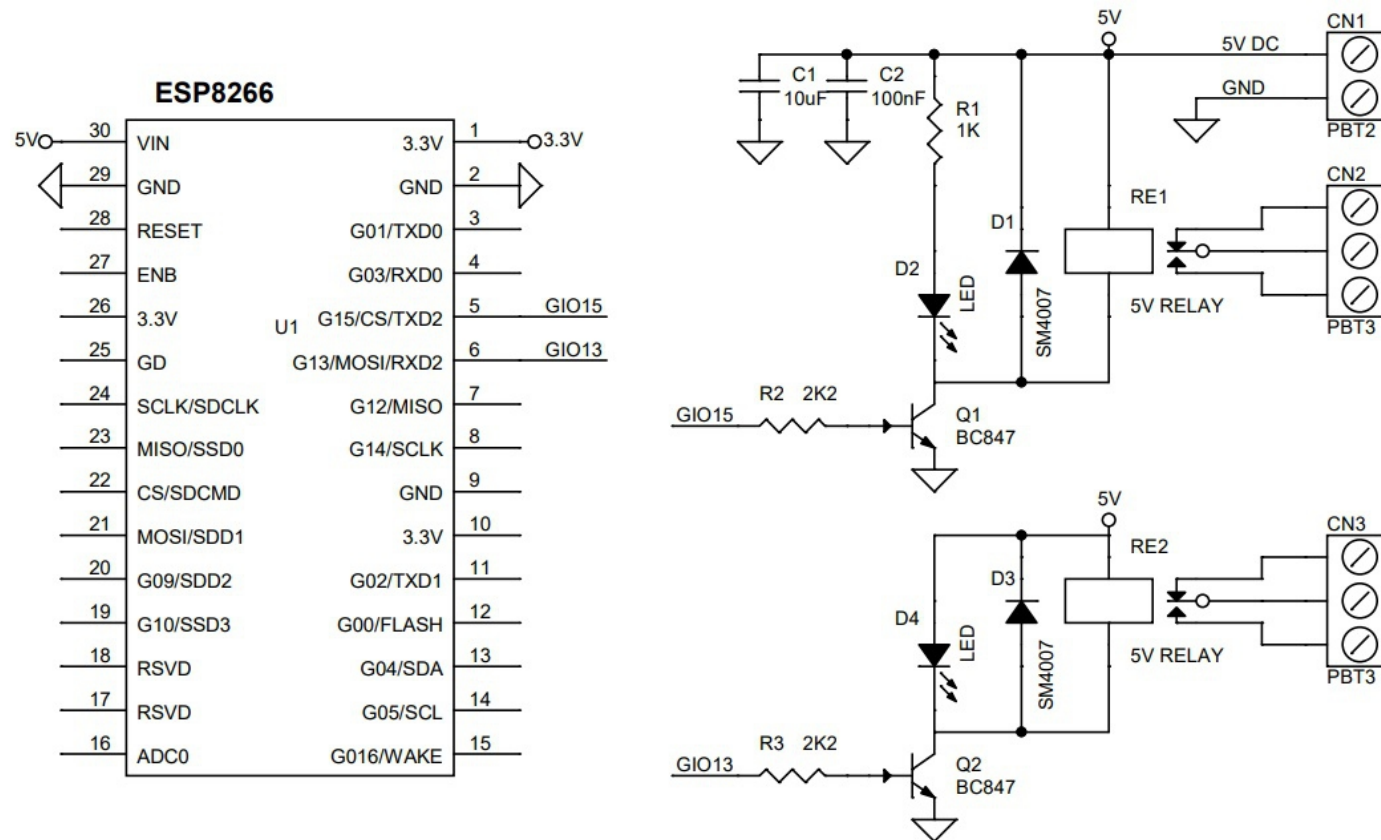 ESP8266
5V
30
VIN
29
GND
28
RESET
27
ENB
26
3.3V
25
GD
24
SCLK/SDCLK
23
MISO/SSD0
22
CS/SDCMD
21
MOSI/SDD1
20
G09/SDD2
19
G10/SSD3
18
RSVD
17
RSVD
16
ADC0
U1
3.3V
1
3.3V
GND
2
G01/TXD0
3
G03/RXD0
4
G15/CS/TXD2
5
GIO15
G13/MOSI/RXD2
6
GIO13
G12/MISO
7
G14/SCLK
8
GND
9
3.3V
10
G02/TXD1
11
G00/FLASH
12
G04/SDA
13
G05/SCL
14
G016/WAKE
15
5V
5V DC
GND
CN1
PBT2
C1
10uF
C2
100nF
R1
1K
D1
SM4007
D2
LED
RE1
5V RELAY
CN2
PBT3
GIO15
R2 2K2
Q1
BC847
5V
RE2
5V RELAY
CN3
PBT3
D3
SM4007
D4
LED
GIO13
R3 2K2
Q2
BC847